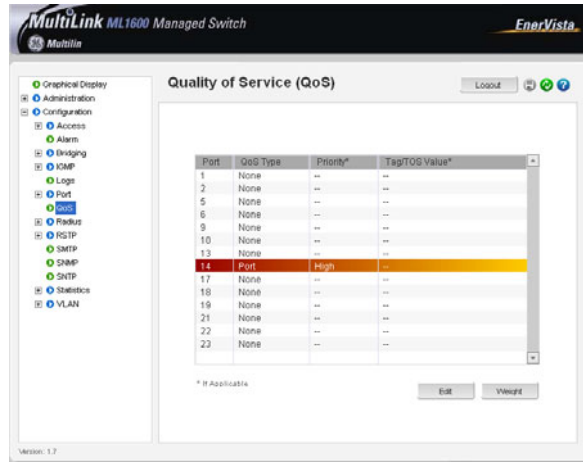 MultiLink ML1600 Managed Switch
EnerVista
Multilin
Graphical Display
Administration
Configuration
Access
Alarm
Bridging
IGMP
Logs
Port
QoS
Radius
RSTP
SMTP
SNMP
SNTP
Statistics
VLAN
Quality of Service (QoS)
Logout
Port QoS Type Priority* Tag/TOS Value*
1 None -- --
2 None -- --
5 None -- --
6 None -- --
9 None -- --
10 None -- --
13 None -- --
14 Port High --
17 None -- --
18 None -- --
19 None -- --
21 None -- --
22 None -- --
23 None -- --
* If Applicable
Edit Weight
Version: 1.7